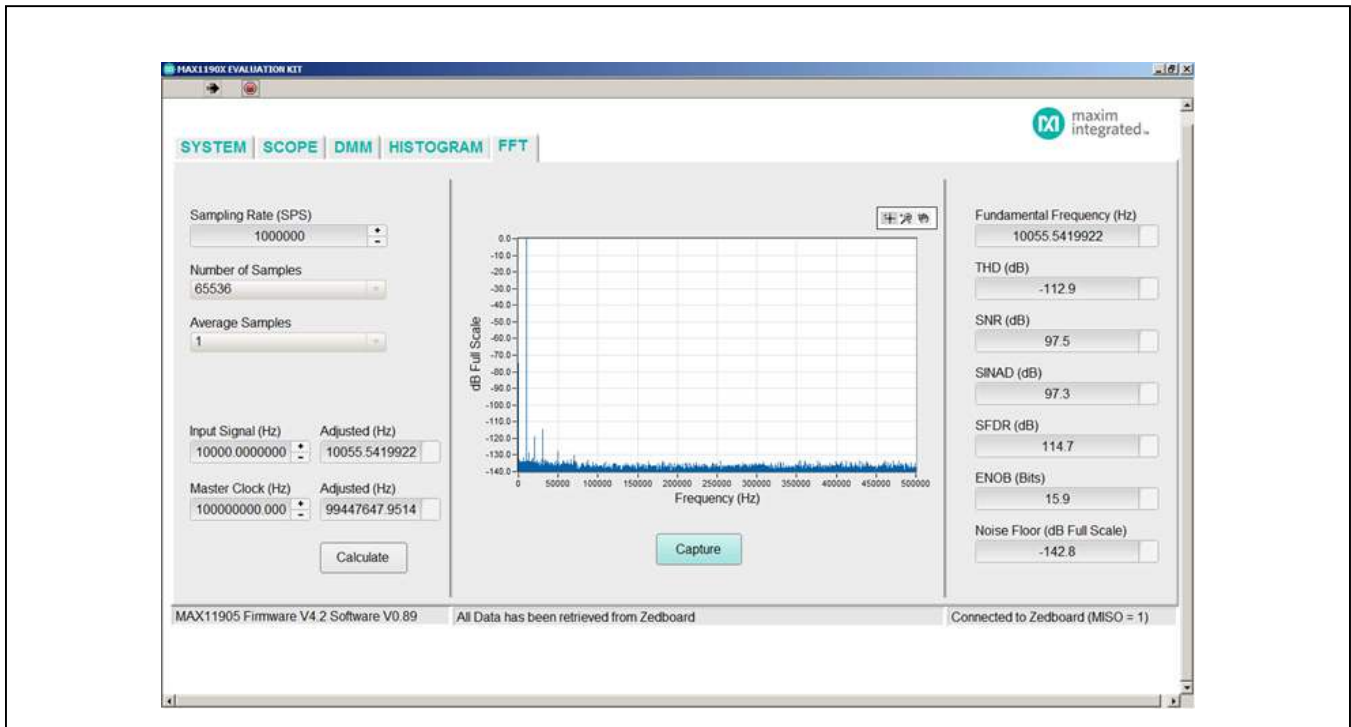 MAX1190X EVALUATION KIT
maxim
integrated™
SYSTEM SCOPE DMM HISTOGRAM FFT
Sampling Rate (SPS)
1000000
Number of Samples
65536
Average Samples
1
Input Signal (Hz) Adjusted (Hz)
10000.0000000 10055.5419922
Master Clock (Hz) Adjusted (Hz)
100000000.000 99447647.9514
Calculate
dB Full Scale
0.0
-10.0
-20.0
-30.0
-40.0
-50.0
-60.0
-70.0
-80.0
-90.0
-100.0
-110.0
-120.0
-130.0
-140.0
0 50000 100000 150000 200000 250000 300000 350000 400000 450000 500000
Frequency (Hz)
Capture
Fundamental Frequency (Hz)
10055.5419922
THD (dB)
-112.9
SNR (dB)
97.5
SINAD (dB)
97.3
SFDR (dB)
114.7
ENOB (Bits)
15.9
Noise Floor (dB Full Scale)
-142.8
MAX11905 Firmware V4.2 Software V0.89 All Data has been retrieved from Zedboard Connected to Zedboard (MISO = 1)